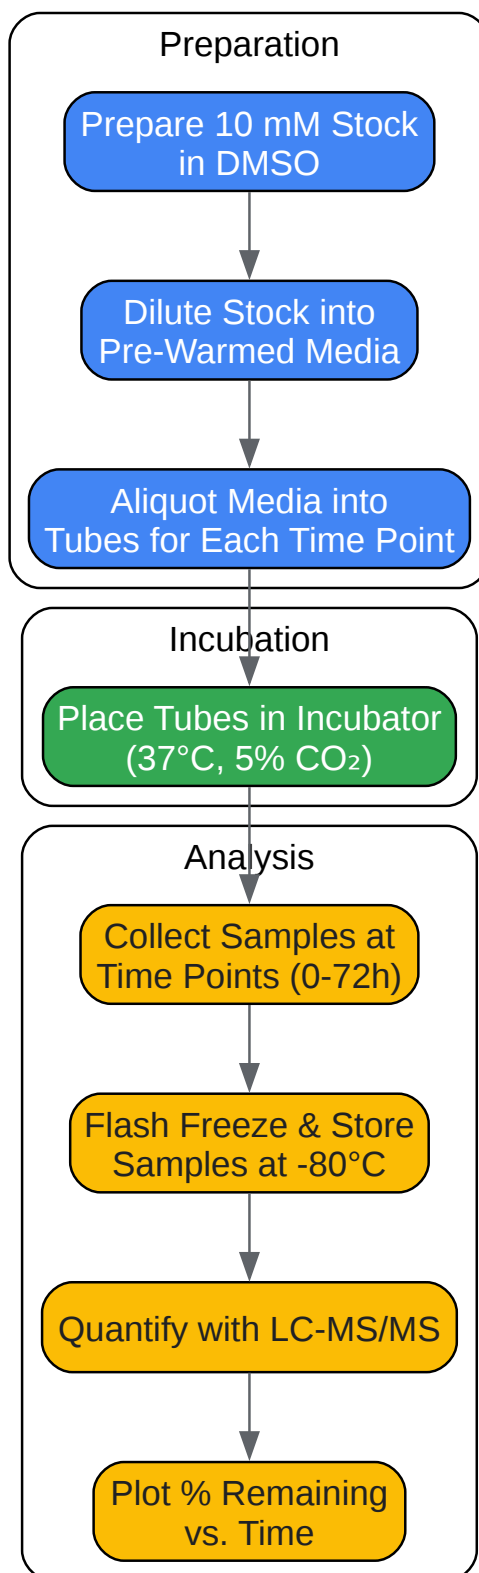 Preparation
Prepare 10 mM Stock
in DMSO
Dilute Stock into
Pre-Warmed Media
Aliquot Media into
Tubes for Each Time Point
Incubation
Place Tubes in Incubator
(37°C, 5% CO₂)
Analysis
Collect Samples at
Time Points (0-72h)
Flash Freeze & Store
Samples at -80°C
Quantify with LC-MS/MS
Plot % Remaining
vs. Time